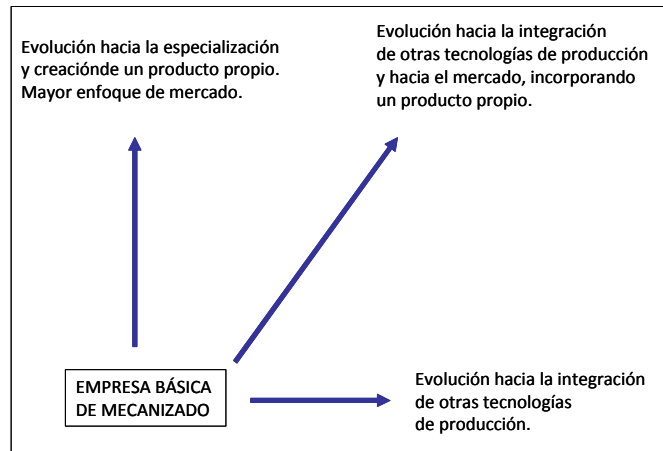 Evolución hacia la especialización
y creaciónde un producto propio.
Mayor enfoque de mercado.
Evolución hacia la integración
de otras tecnologías de producción
y hacia el mercado, incorporando
un producto propio.
EMPRESA BÁSICA
DE MECANIZADO
Evolución hacia la integración
de otras tecnologías
de producción.